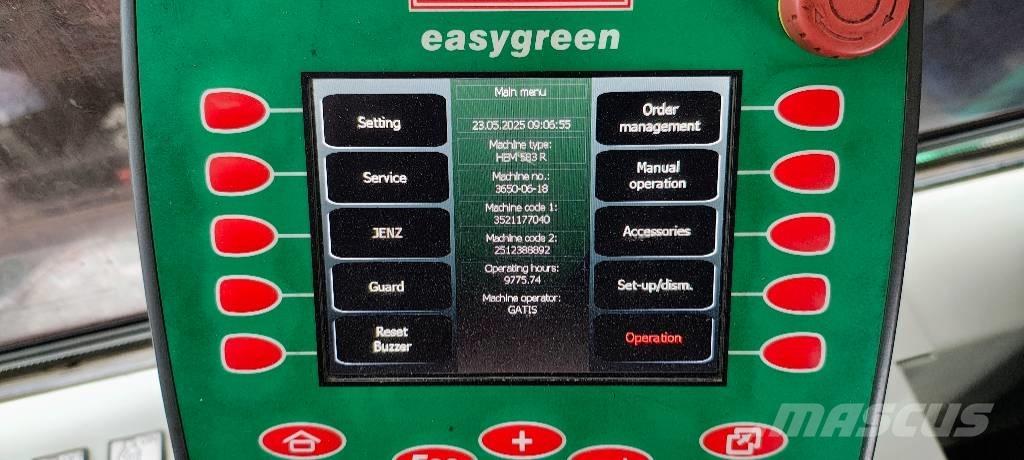 easygreen
Main menu
23.05.2025 09:06:55
Machine type:
HEM 583 R
Machine no.:
3650-06-18
Machine code 1:
3521177040
Machine code 2:
2512388892
Operating hours:
9775.74
Machine operator:
GATIS
Setting
Service
JENZ
Guard
Reset
Buzzer
Order
management
Manual
operation
Accessories
Set-up/dism.
Operation
+
MASCUS